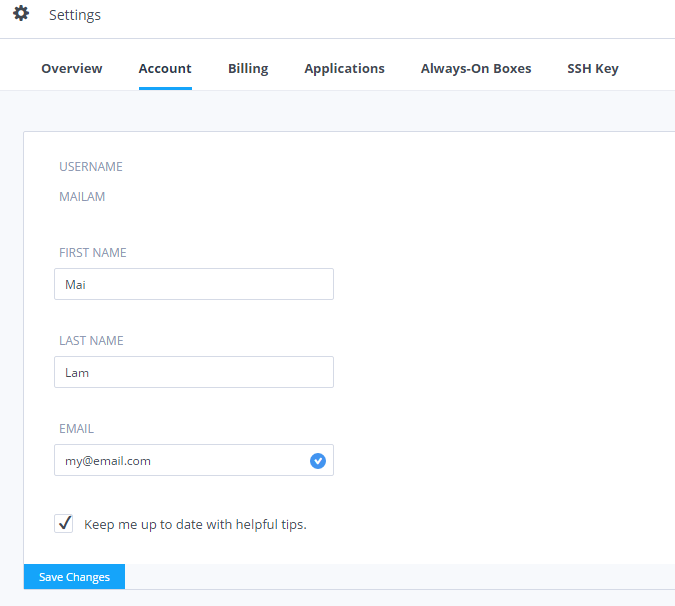 Settings
Overview Account Billing Applications Always-On Boxes SSH Key
USERNAME
MAILAM
FIRST NAME
Mai
LAST NAME
Lam
EMAIL
my@email.com
Keep me up to date with helpful tips.
Save Changes